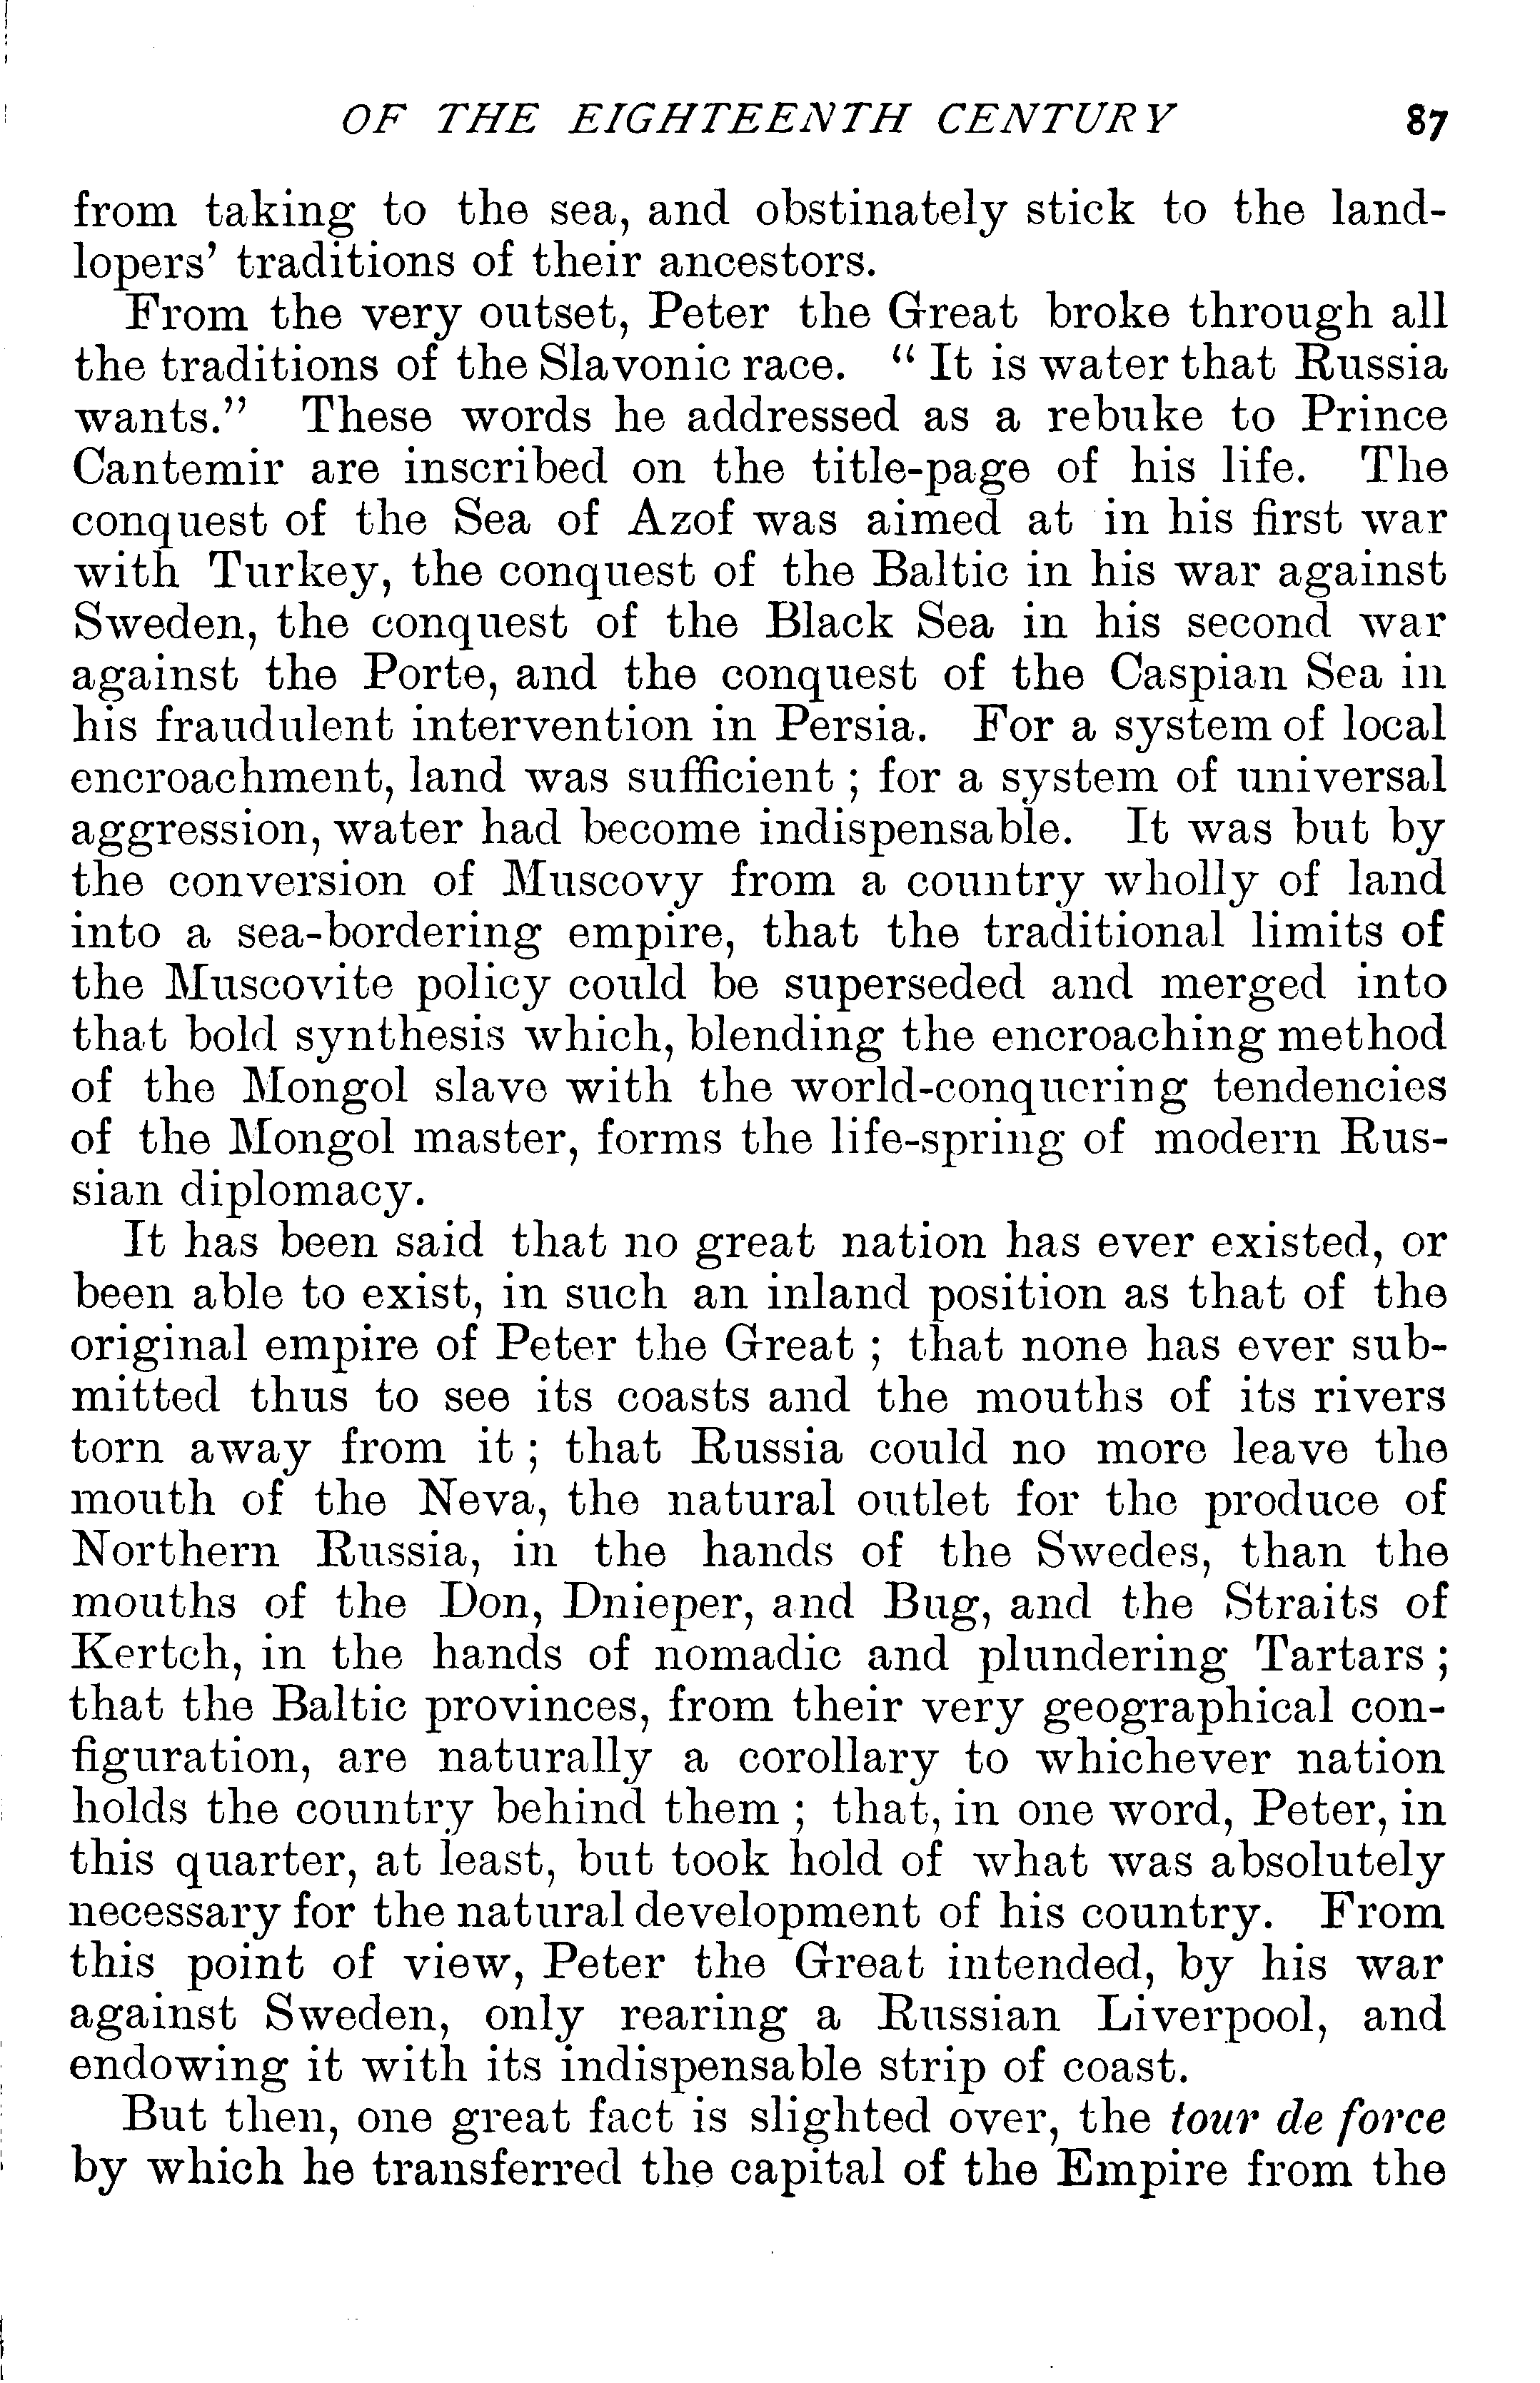 OF THE EIGHTEENTH CENTURY 87
from taking to the sea, and obstinately stick to the land-
lopers’ traditions of their ancestors.
From the very outset, Peter the Great broke through all
the traditions of the Slavonic race. “ It is water that Russia
wants.” These words he addressed as a rebuke to Prince
Cantemir are inscribed on the title-page of his life. The
conquest of the Sea of Azof was aimed at in his first war
with Turkey, the conquest of the Baltic in his war against
Sweden, the conquest of the Black Sea in his second war
against the Porte, and the conquest of the Caspian Sea in
his fraudulent intervention in Persia. For a system of local
encroachment, land was sufficient ; for a system of universal
aggression, water had become indispensable. It was but by
the conversion of Muscovy from a country wholly of land
into a sea-bordering empire, that the traditional limits of
the Muscovite policy could be superseded and merged into
that bold synthesis which, blending the encroaching method
of the Mongol slave with the world-conquering tendencies
of the Mongol master, forms the life-spring of modern Rus-
sian diplomacy.
It has been said that no great nation has ever existed, or
been able to exist, in such an inland position as that of the
original empire of Peter the Great ; that none has ever sub-
mitted thus to see its coasts and the mouths of its rivers
torn away from it ; that Russia could no more leave the
mouth of the Neva, the natural outlet for the produce of
Northern Russia, in the hands of the Swedes, than the
mouths of the Don, Dnieper, and Bug, and the Straits of
Kertch, in the hands of nomadic and plundering Tartars ;
that the Baltic provinces, from their very geographical con-
figuration, are naturally a corollary to whichever nation
holds the country behind them ; that, in one word, Peter, in
this quarter, at least, but took hold of what was absolutely
necessary for the natural development of his country. From
this point of view, Peter the Great intended, by his war
against Sweden, only rearing a Russian Liverpool, and
endowing it with its indispensable strip of coast.
But then, one great fact is slighted over, the tour de force
by which he transferred the capital of the Empire from the